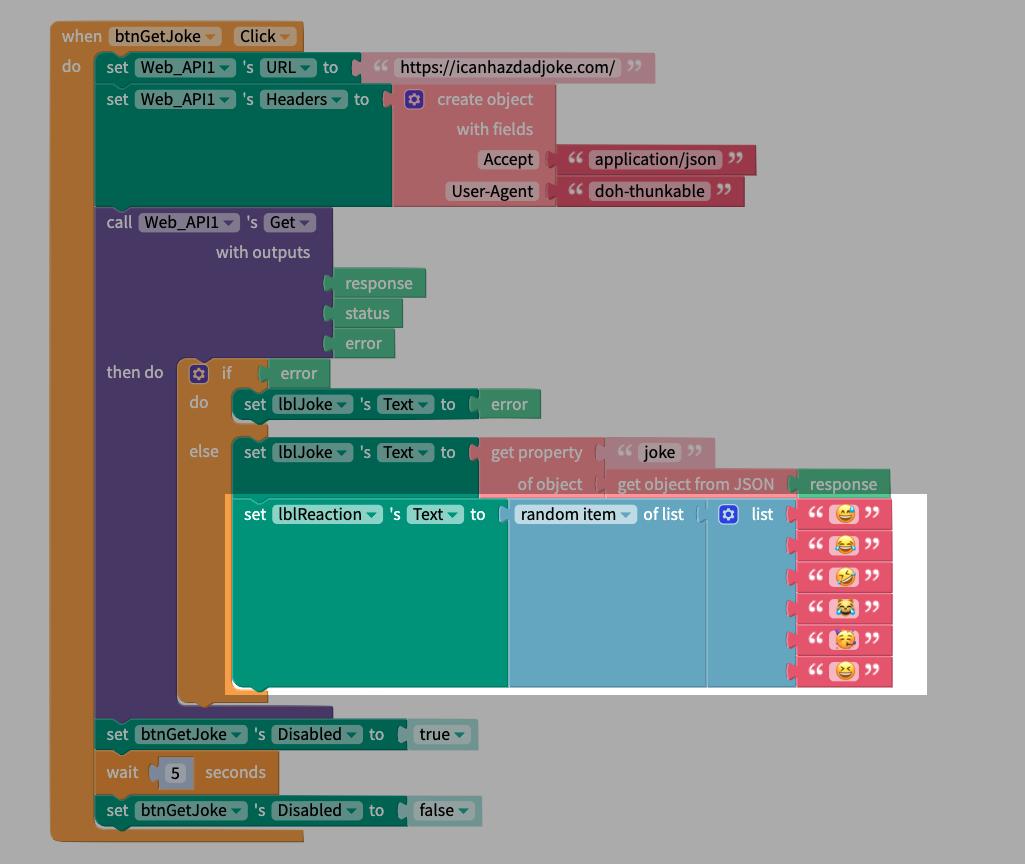 when btnGetJoke Click
do set Web_API1 's URL to “ https://icanhazdadjoke.com/ ”
set Web_API1 's Headers to create object
with fields
Accept “ application/json ”
User-Agent “ doh-thunkable ”
call Web_API1 's Get
with outputs
response
status
error
then do if error
do set lblJoke 's Text to error
else set lblJoke 's Text to get property “ joke ”
of object get object from JSON response
set lblReaction 's Text to random item of list list “ 😅 ”
“ 😂 ”
“ 🤣 ”
“ 😹 ”
“ 🥳 ”
“ 😆 ”
set btnGetJoke 's Disabled to true
wait 5 seconds
set btnGetJoke 's Disabled to false